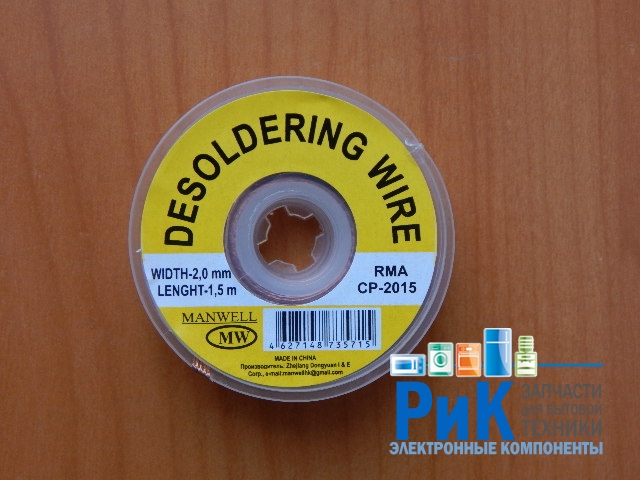 DESOLDERING WIRE
WIDTH-2,0 mm
LENGHT-1,5 m
RMA
CP-2015
MANWELL
MW
4 627148 735715
MADE IN CHINA
Производитель: Zhejiang Dongyuan I & E
Corp., e-mail:manwellhk@gmail.com
РиК
ЗАПЧАСТИ
для бытовой
ТЕХНИКИ
ЭЛЕКТРОННЫЕ КОМПОНЕНТЫ